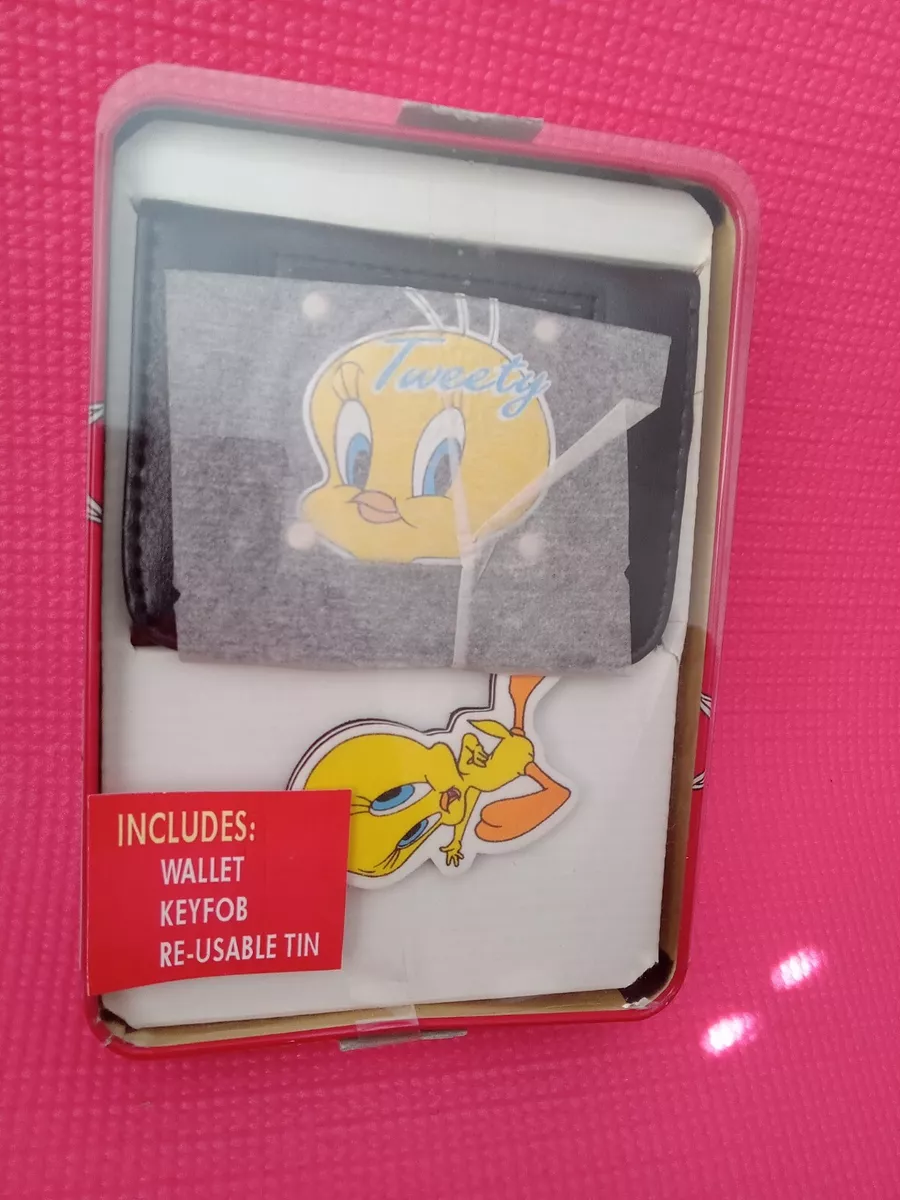 Tweety
INCLUDES:
WALLET
KEYFOB
RE-USABLE TIN